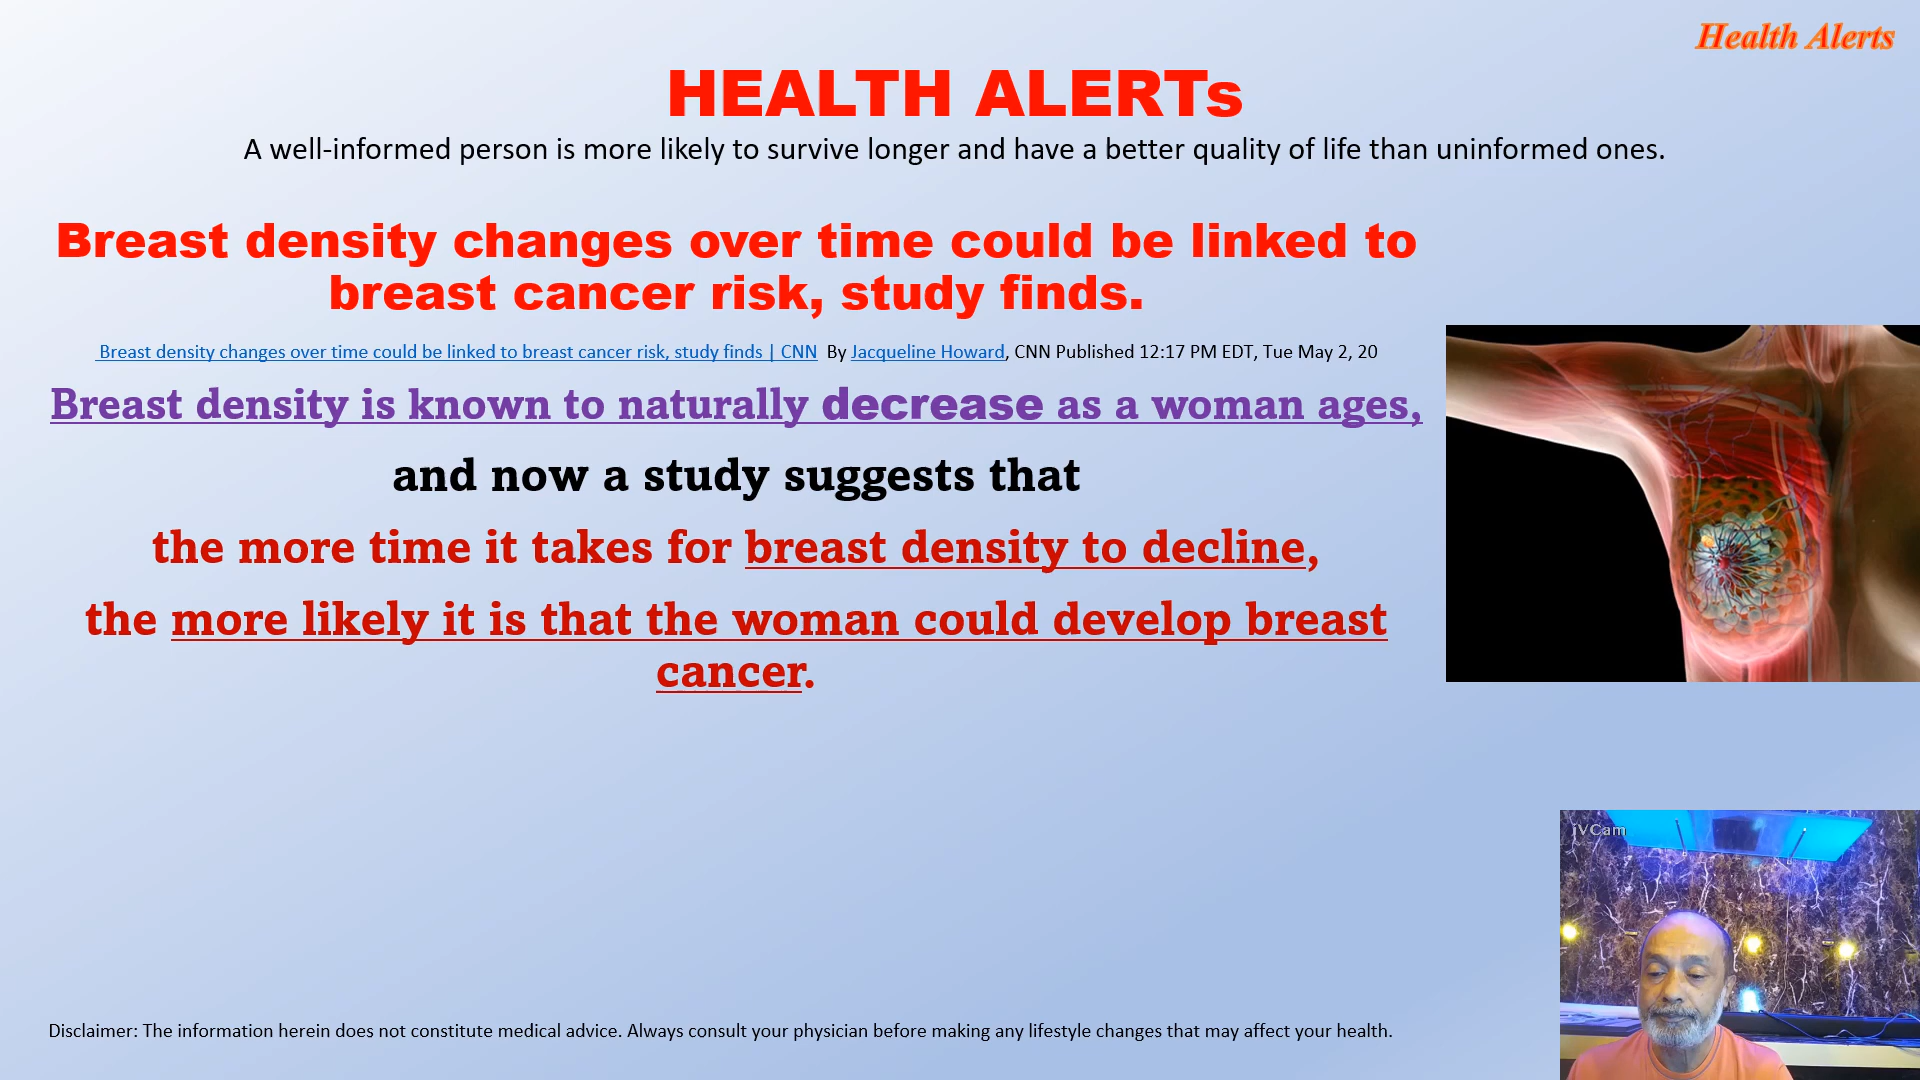 Health Alerts
HEALTH ALERTs
A well-informed person is more likely to survive longer and have a better quality of life than uninformed ones.
Breast density changes over time could be linked to
breast cancer risk, study finds.
Breast density changes over time could be linked to breast cancer risk, study finds | CNN By Jacqueline Howard, CNN Published 12:17 PM EDT, Tue May 2, 20
Breast density is known to naturally decrease as a woman ages,
and now a study suggests that
the more time it takes for breast density to decline,
the more likely it is that the woman could develop breast
cancer.
iVCam
Disclaimer: The information herein does not constitute medical advice. Always consult your physician before making any lifestyle changes that may affect your health.